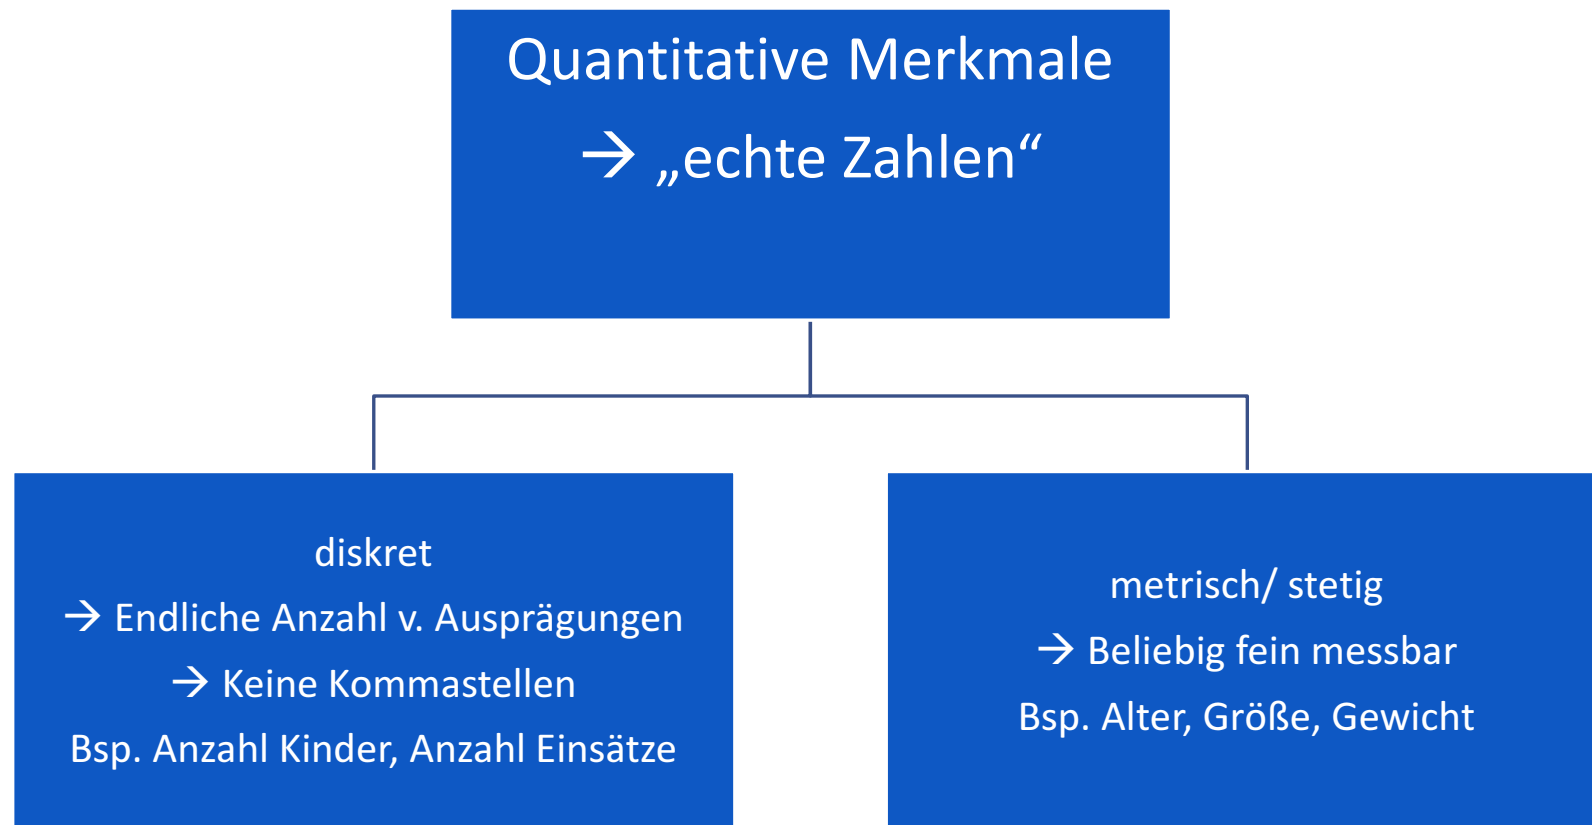 Quantitative Merkmale
→ „echte Zahlen“
diskret
→ Endliche Anzahl v. Ausprägungen
→ Keine Kommastellen
Bsp. Anzahl Kinder, Anzahl Einsätze
metrisch/ stetig
→ Beliebig fein messbar
Bsp. Alter, Größe, Gewicht